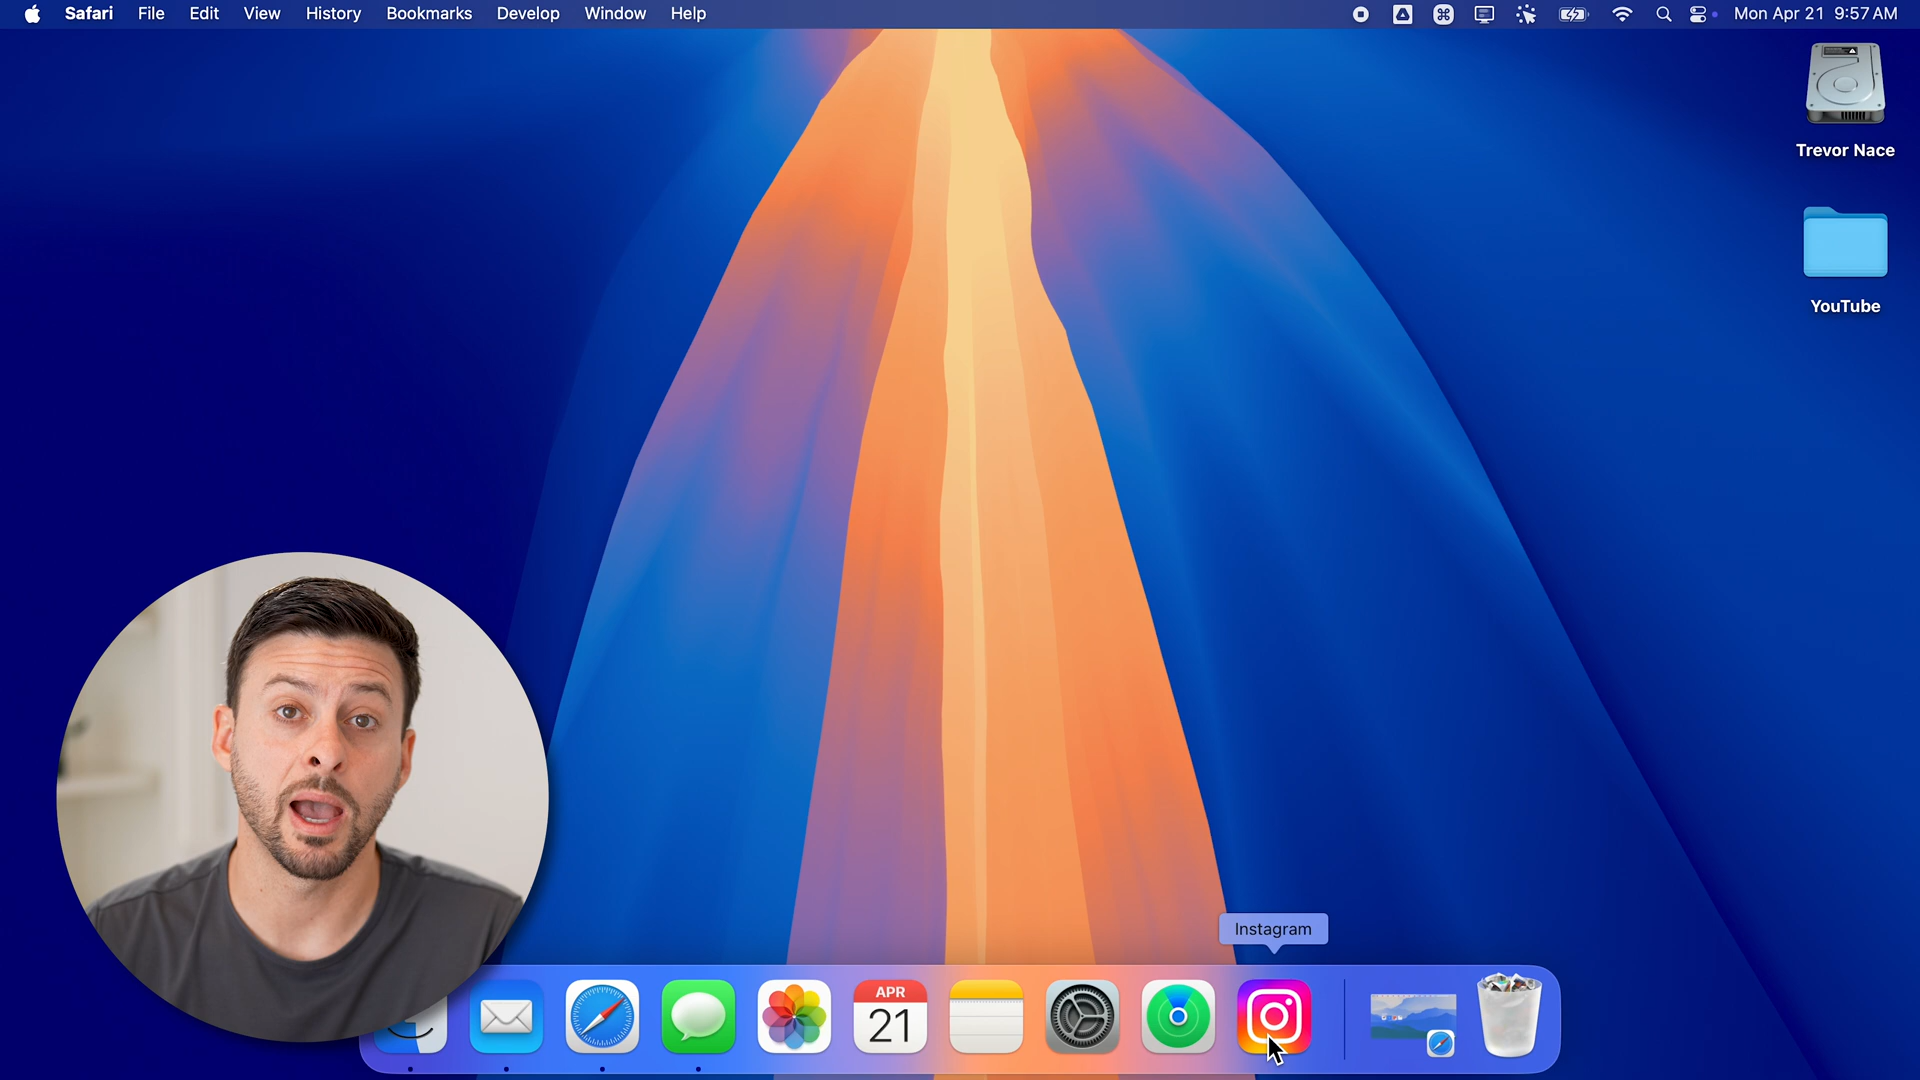 Safari File Edit View History Bookmarks Develop Window Help Mon Apr 21 9:57 AM
Trevor Nace
YouTube
Instagram
APR
21